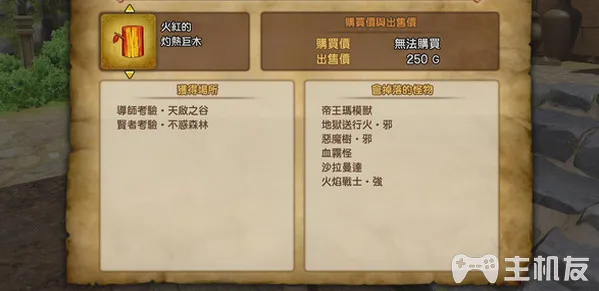 火紅的
灼熱巨木
購買價與出售價
購買價 無法購買
出售價 250 G
獲得場所
導師考驗・天啟之谷
賢者考驗・不惑森林
會掉落的怪物
帝王瑪模獸
地獄送行火・邪
惡魔樹・邪
血霧怪
沙拉曼達
火焰戰士・強
主机友